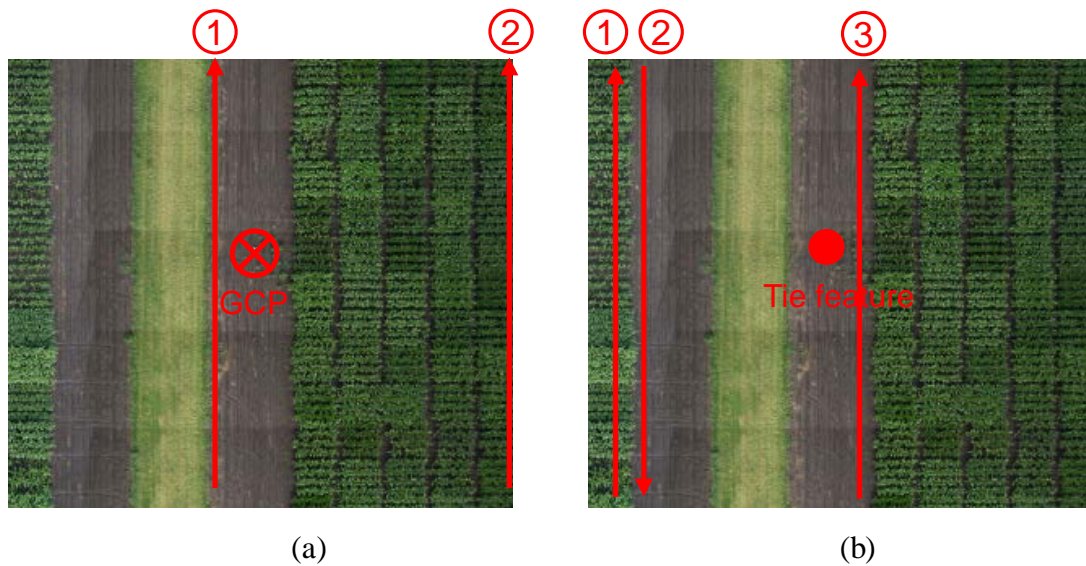 ① ②
① ② ③
GCP
Tie feature
(a)
(b)